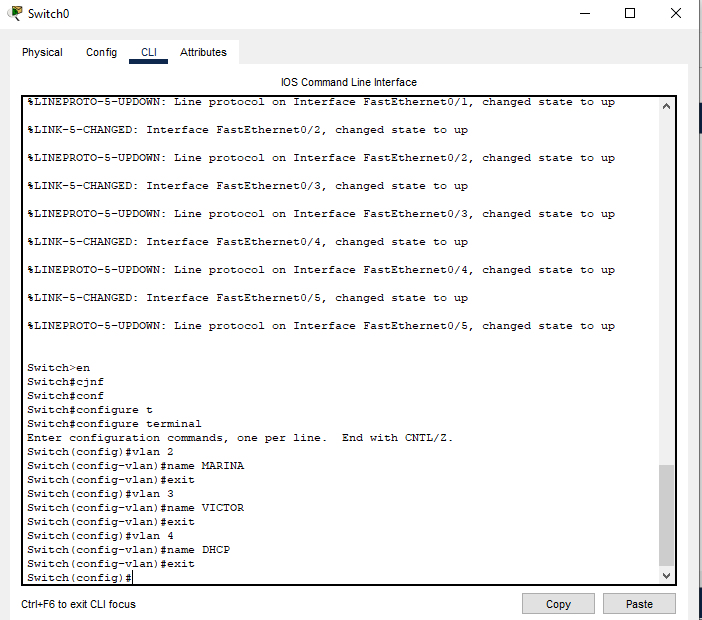 Switch0
Physical Config CLI Attributes
IOS Command Line Interface
%LINEPROTO-5-UPDOWN: Line protocol on Interface FastEthernet0/1, changed state to up
%LINK-5-CHANGED: Interface FastEthernet0/2, changed state to up
%LINEPROTO-5-UPDOWN: Line protocol on Interface FastEthernet0/2, changed state to up
%LINK-5-CHANGED: Interface FastEthernet0/3, changed state to up
%LINEPROTO-5-UPDOWN: Line protocol on Interface FastEthernet0/3, changed state to up
%LINK-5-CHANGED: Interface FastEthernet0/4, changed state to up
%LINEPROTO-5-UPDOWN: Line protocol on Interface FastEthernet0/4, changed state to up
%LINK-5-CHANGED: Interface FastEthernet0/5, changed state to up
%LINEPROTO-5-UPDOWN: Line protocol on Interface FastEthernet0/5, changed state to up
Switch>en
Switch#cjnf
Switch#conf
Switch#configure t
Switch#configure terminal
Enter configuration commands, one per line.  End with CNTL/Z.
Switch(config)#vlan 2
Switch(config-vlan)#name MARINA
Switch(config-vlan)#exit
Switch(config)#vlan 3
Switch(config-vlan)#name VICTOR
Switch(config-vlan)#exit
Switch(config)#vlan 4
Switch(config-vlan)#name DHCP
Switch(config-vlan)#exit
Switch(config)#
Ctrl+F6 to exit CLI focus
Copy Paste